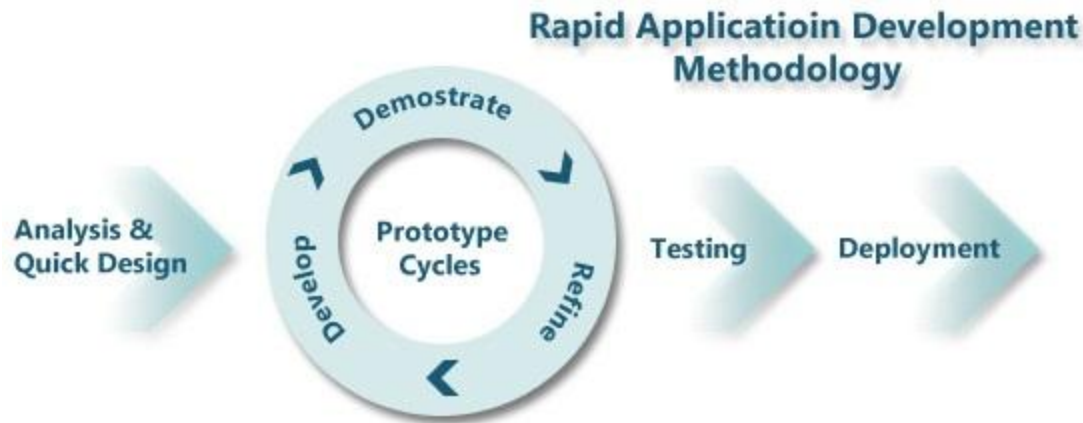 Rapid Applicatioin Development
Methodology
Analysis &
Quick Design
Demostrate
Develop
Refine
Prototype
Cycles
Testing
Deployment